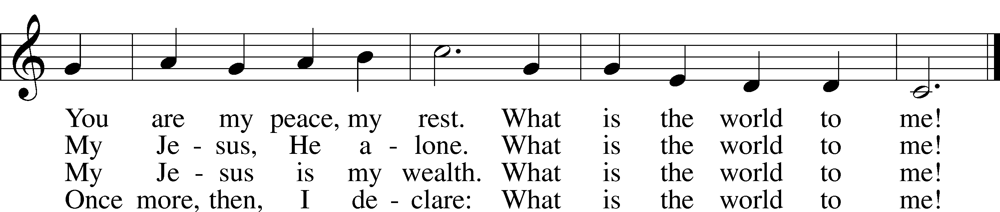 You are my peace, my rest. What is the world to me!
My Je - sus, He a - lone. What is the world to me!
My Je - sus is my wealth. What is the world to me!
Once more, then, I de - clare: What is the world to me!